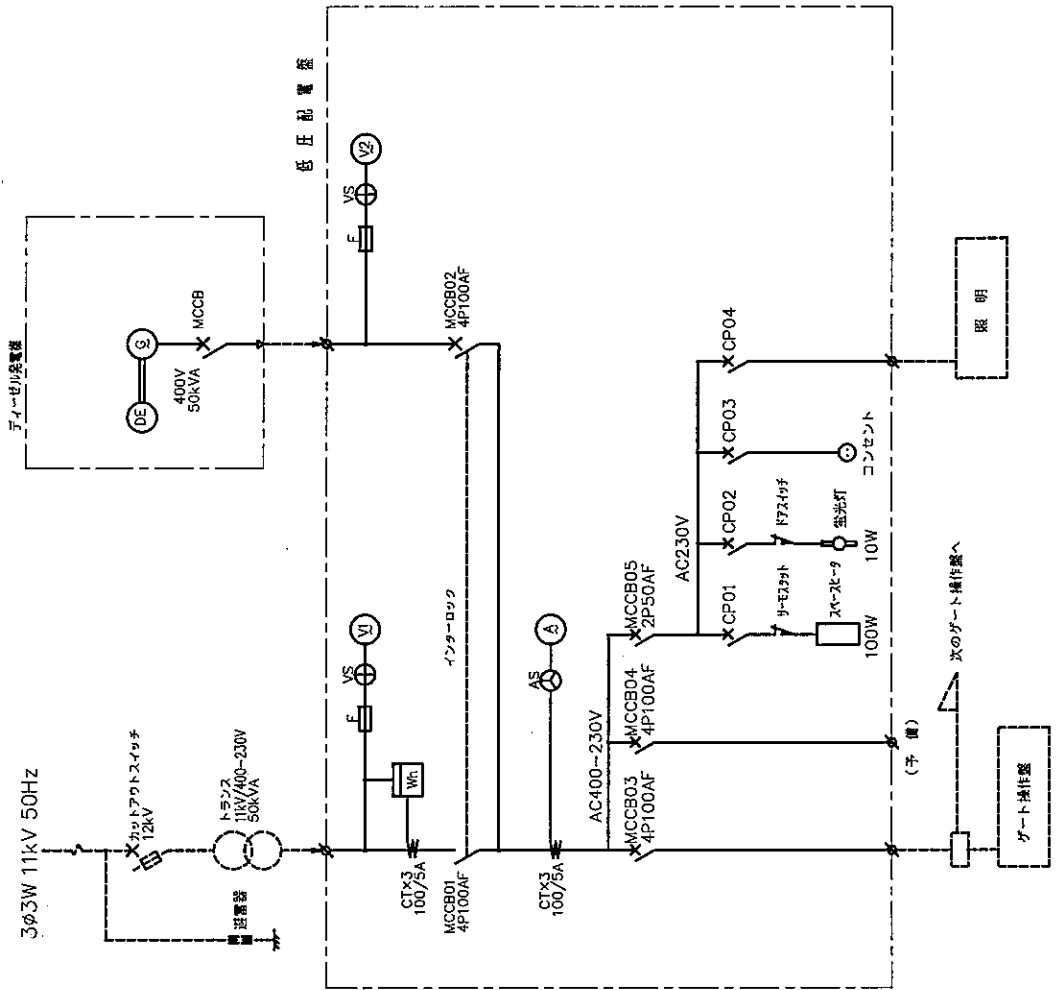 3φ3W 11kV 50Hz
カットアウトスイッチ
12kV
避雷器
トランス
11kV/400-230V
50kVA
ディーゼル発電機
DE
G
400V
50kVA
MCCB
低圧配電盤
F
VS
V1
F
VS
V2
Wh
CT×3
100/5A
MCCB01
4P100AF
インターロック
MCCB02
4P100AF
CT×3
100/5A
AS
A
AC400-230V
MCCB03
4P100AF
MCCB04
4P100AF
MCCB05
2P50AF
AC230V
CP01
CP02
CP03
CP04
サーモスタット
ドアスイッチ
スペースヒータ
100W
蛍光灯
10W
コンセント
(予 備)
次のゲート操作盤へ
ゲート操作盤
照 明